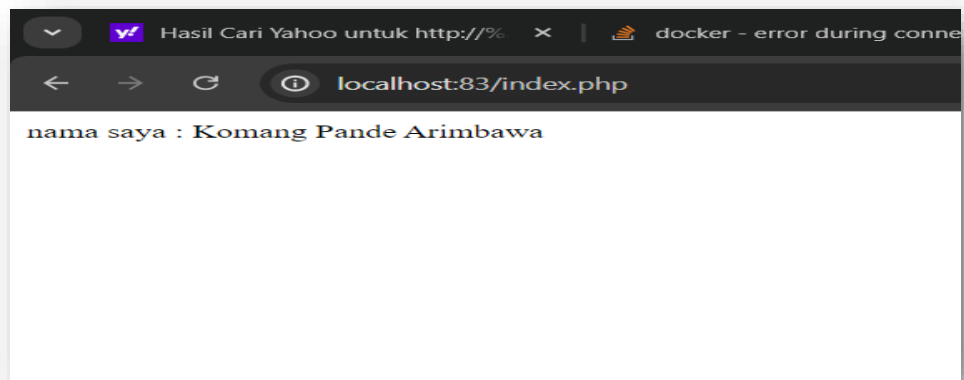 y! Hasil Cari Yahoo untuk http://% docker - error during conne
localhost:83/index.php
nama saya : Komang Pande Arimbawa